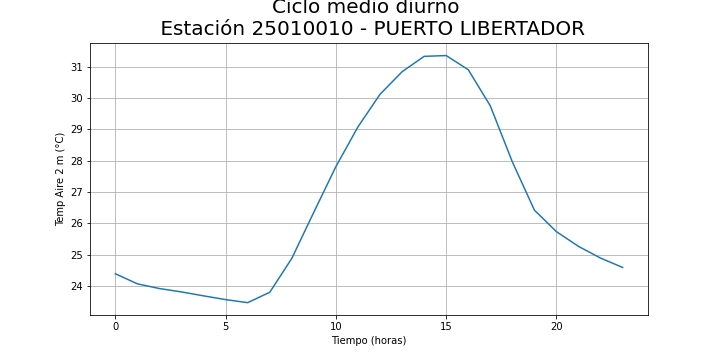 Ciclo medio diurno
Estación 25010010 - PUERTO LIBERTADOR
31
30
29
28
27
26
25
24
Temp Aire 2 m (°C)
0 5 10 15 20
Tiempo (horas)